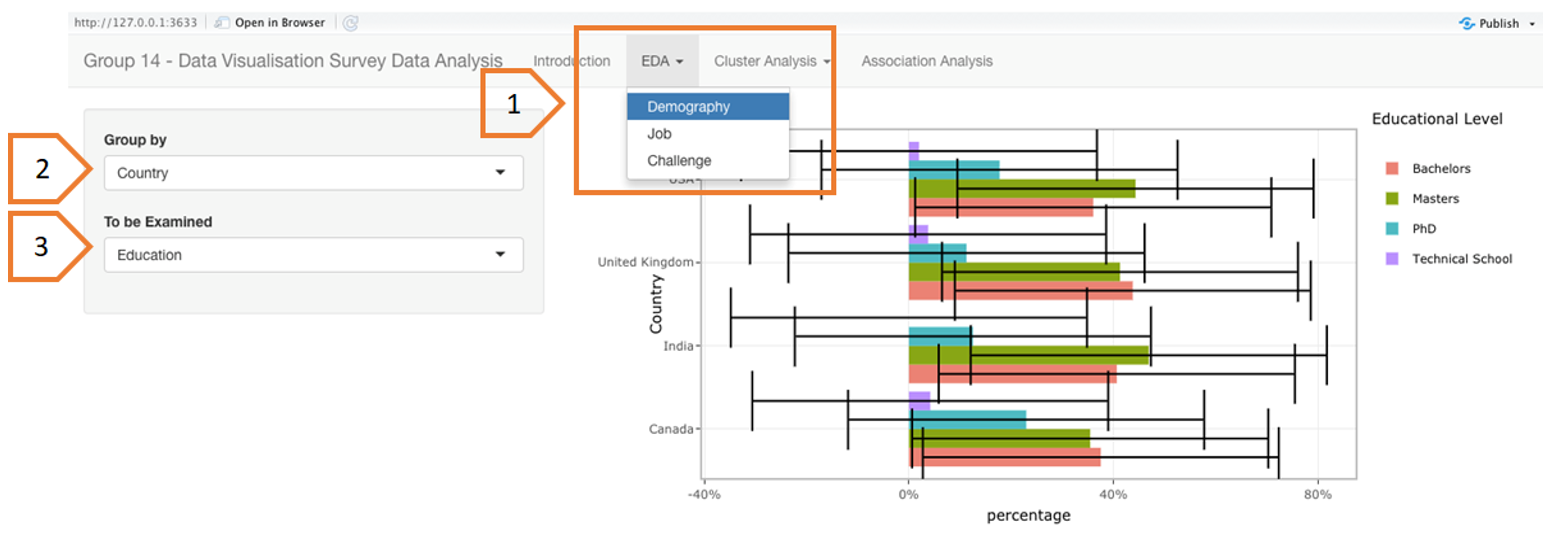 http://127.0.0.1:3633 Open in Browser Publish
Group 14 - Data Visualisation Survey Data Analysis Introduction EDA Cluster Analysis Association Analysis
1
Demography
Job
Challenge
2
Group by
Country
3
To be Examined
Education
USA
United Kingdom
India
Canada
Country
-40% 0% 40% 80%
percentage
Educational Level
Bachelors
Masters
PhD
Technical School